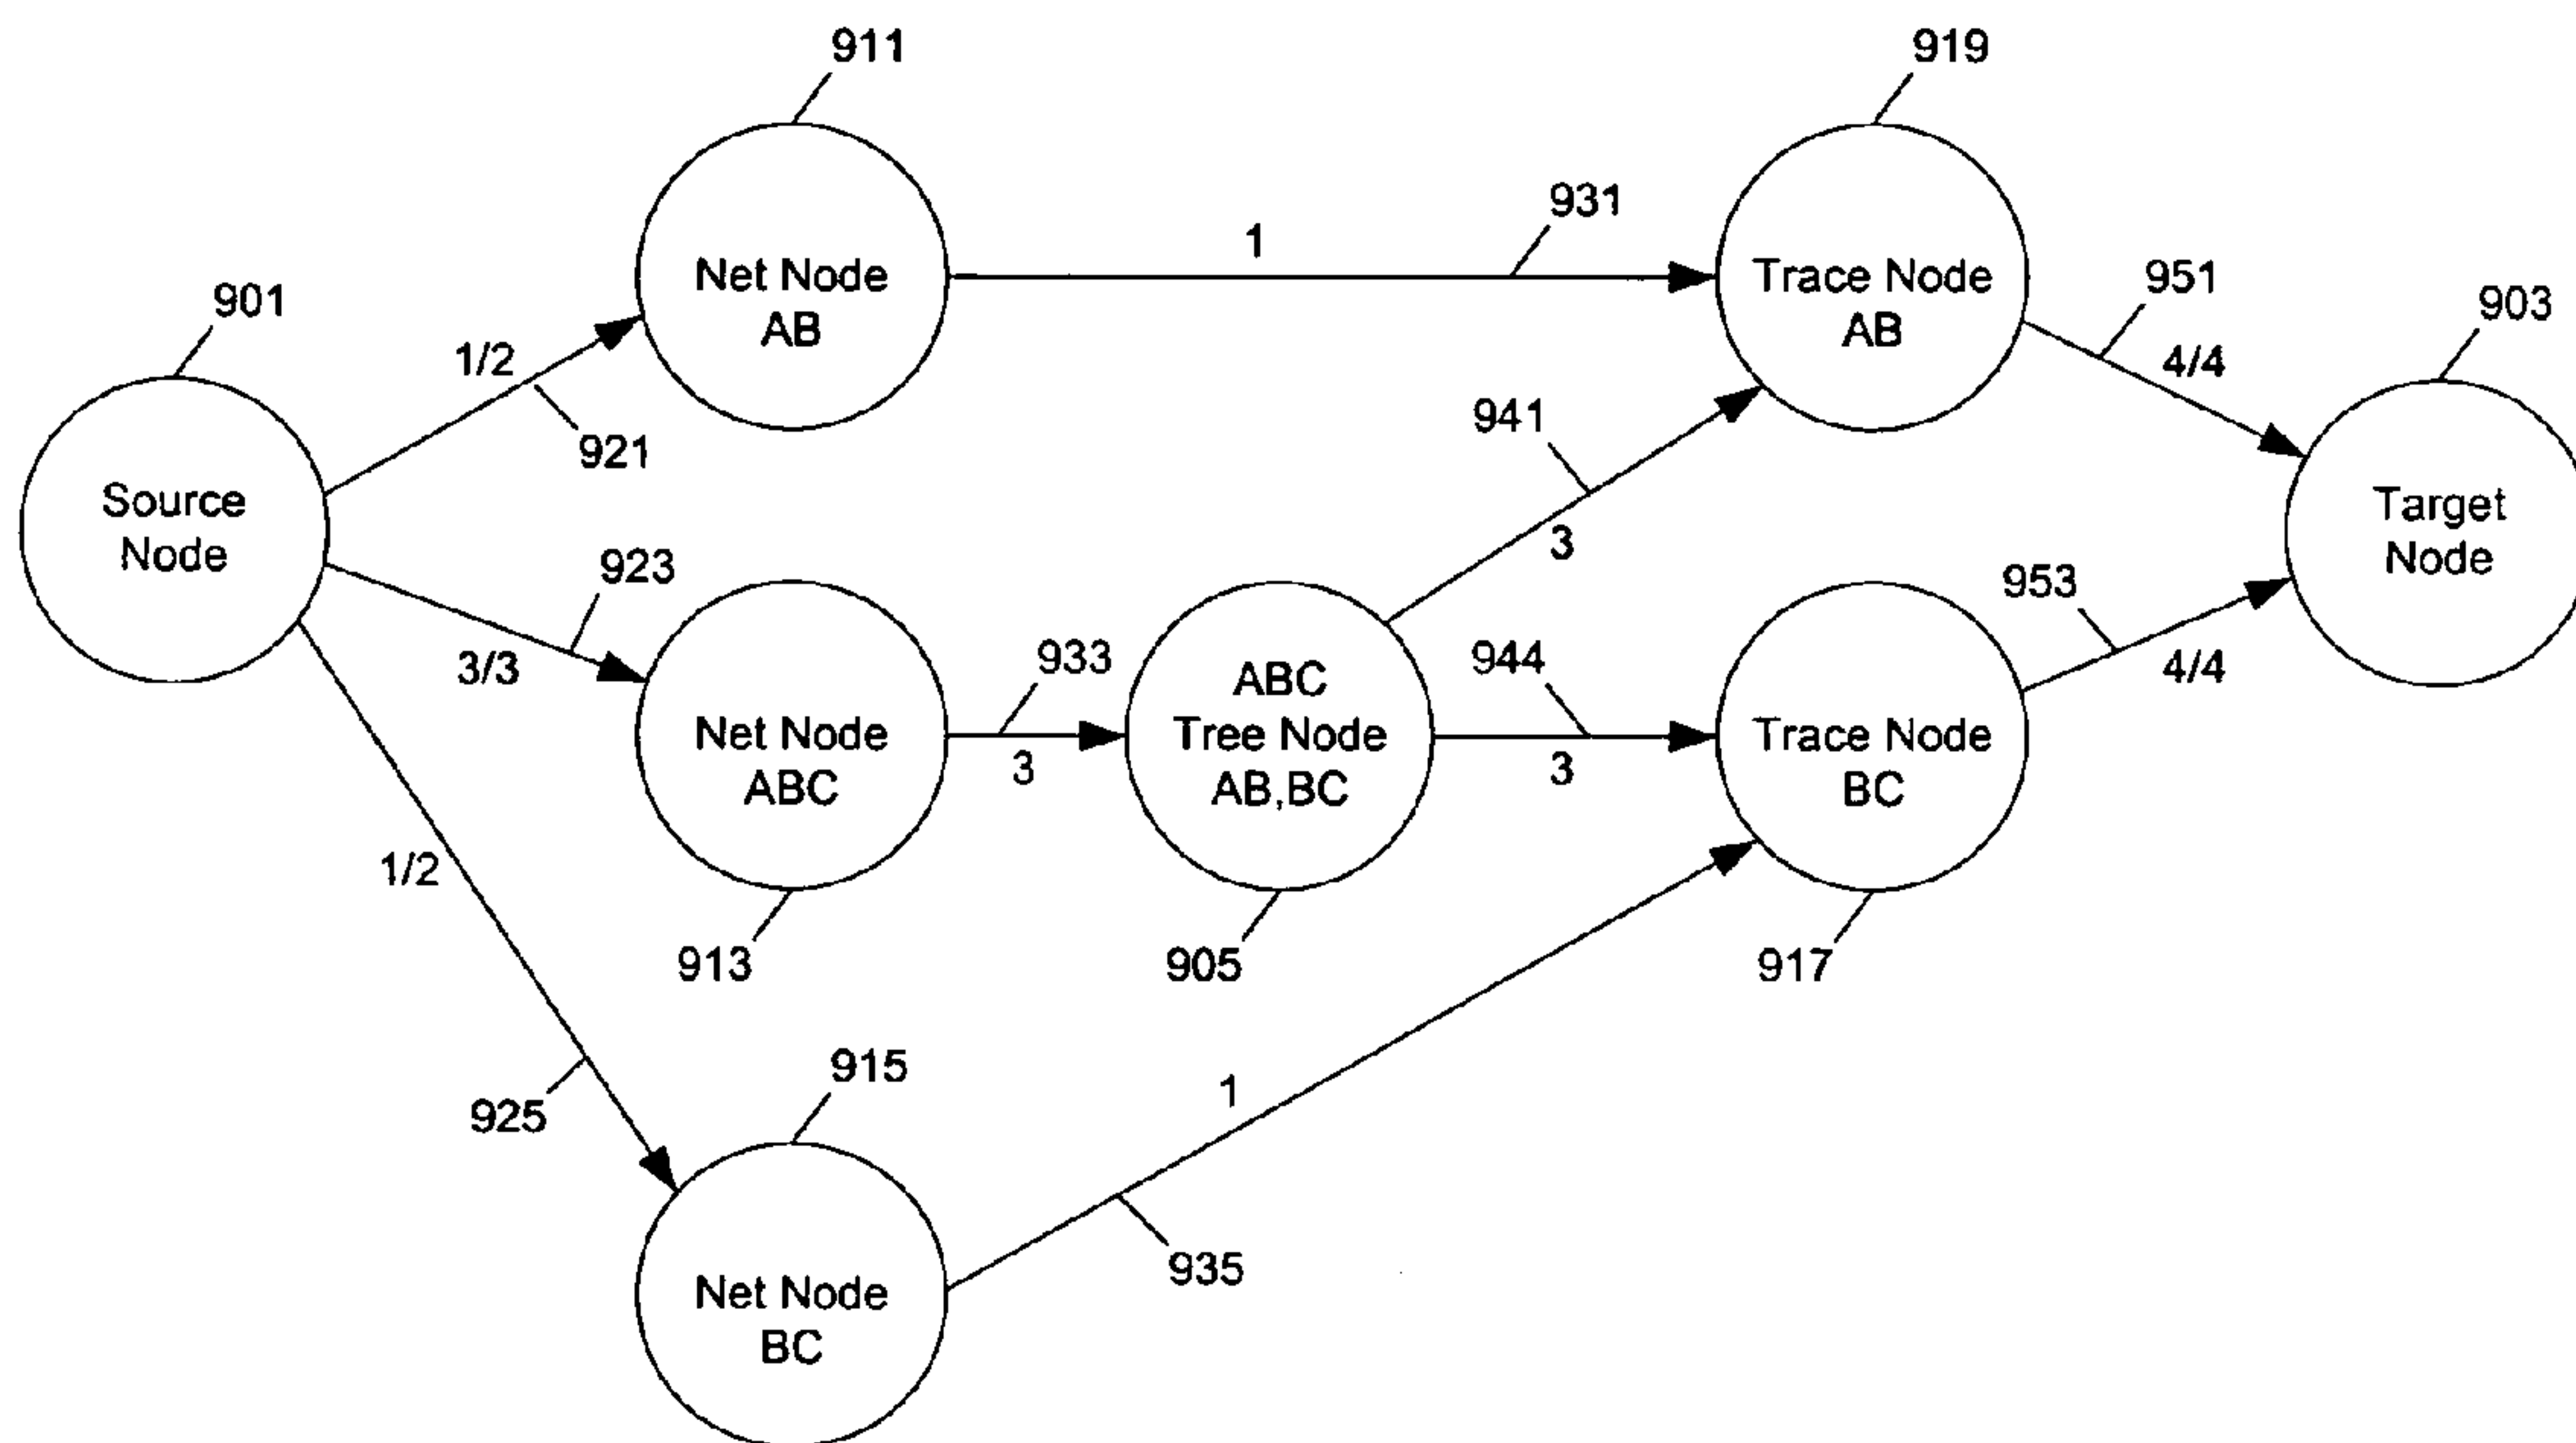 911
919
931
1
Net Node
AB
Trace Node
AB
951
4/4
901
903
1/2
921
941
3
Source
Node
Target
Node
923
3/3
933
3
944
3
953
4/4
Net Node
ABC
ABC
Tree Node
AB,BC
Trace Node
BC
1/2
913
905
917
925
915
1
935
Net Node
BC